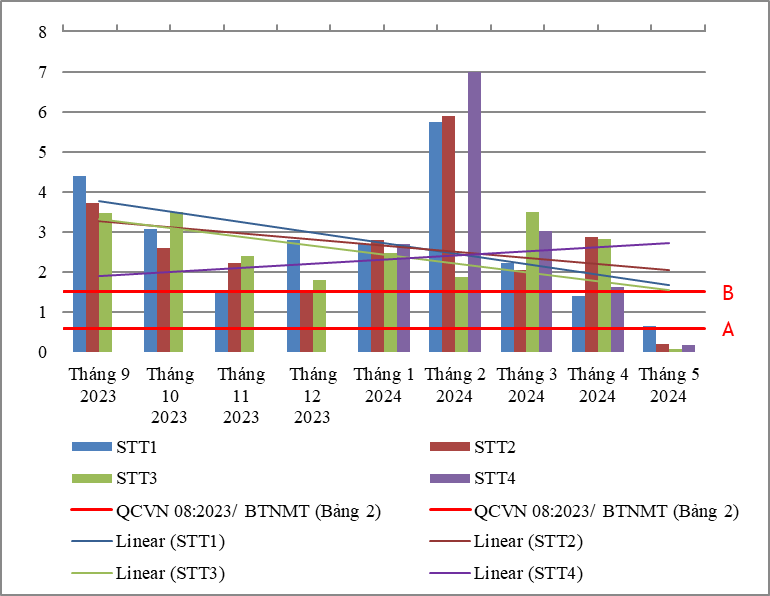 8
7
6
5
4
3
2
1
0
B
A
Tháng 9
2023
Tháng
10
2023
Tháng
11
2023
Tháng
12
2023
Tháng 1
2024
Tháng 2
2024
Tháng 3
2024
Tháng 4
2024
Tháng 5
2024
STT1
STT2
STT3
STT4
QCVN 08:2023/ BTNMT (Bảng 2)
QCVN 08:2023/ BTNMT (Bảng 2)
Linear (STT1)
Linear (STT2)
Linear (STT3)
Linear (STT4)